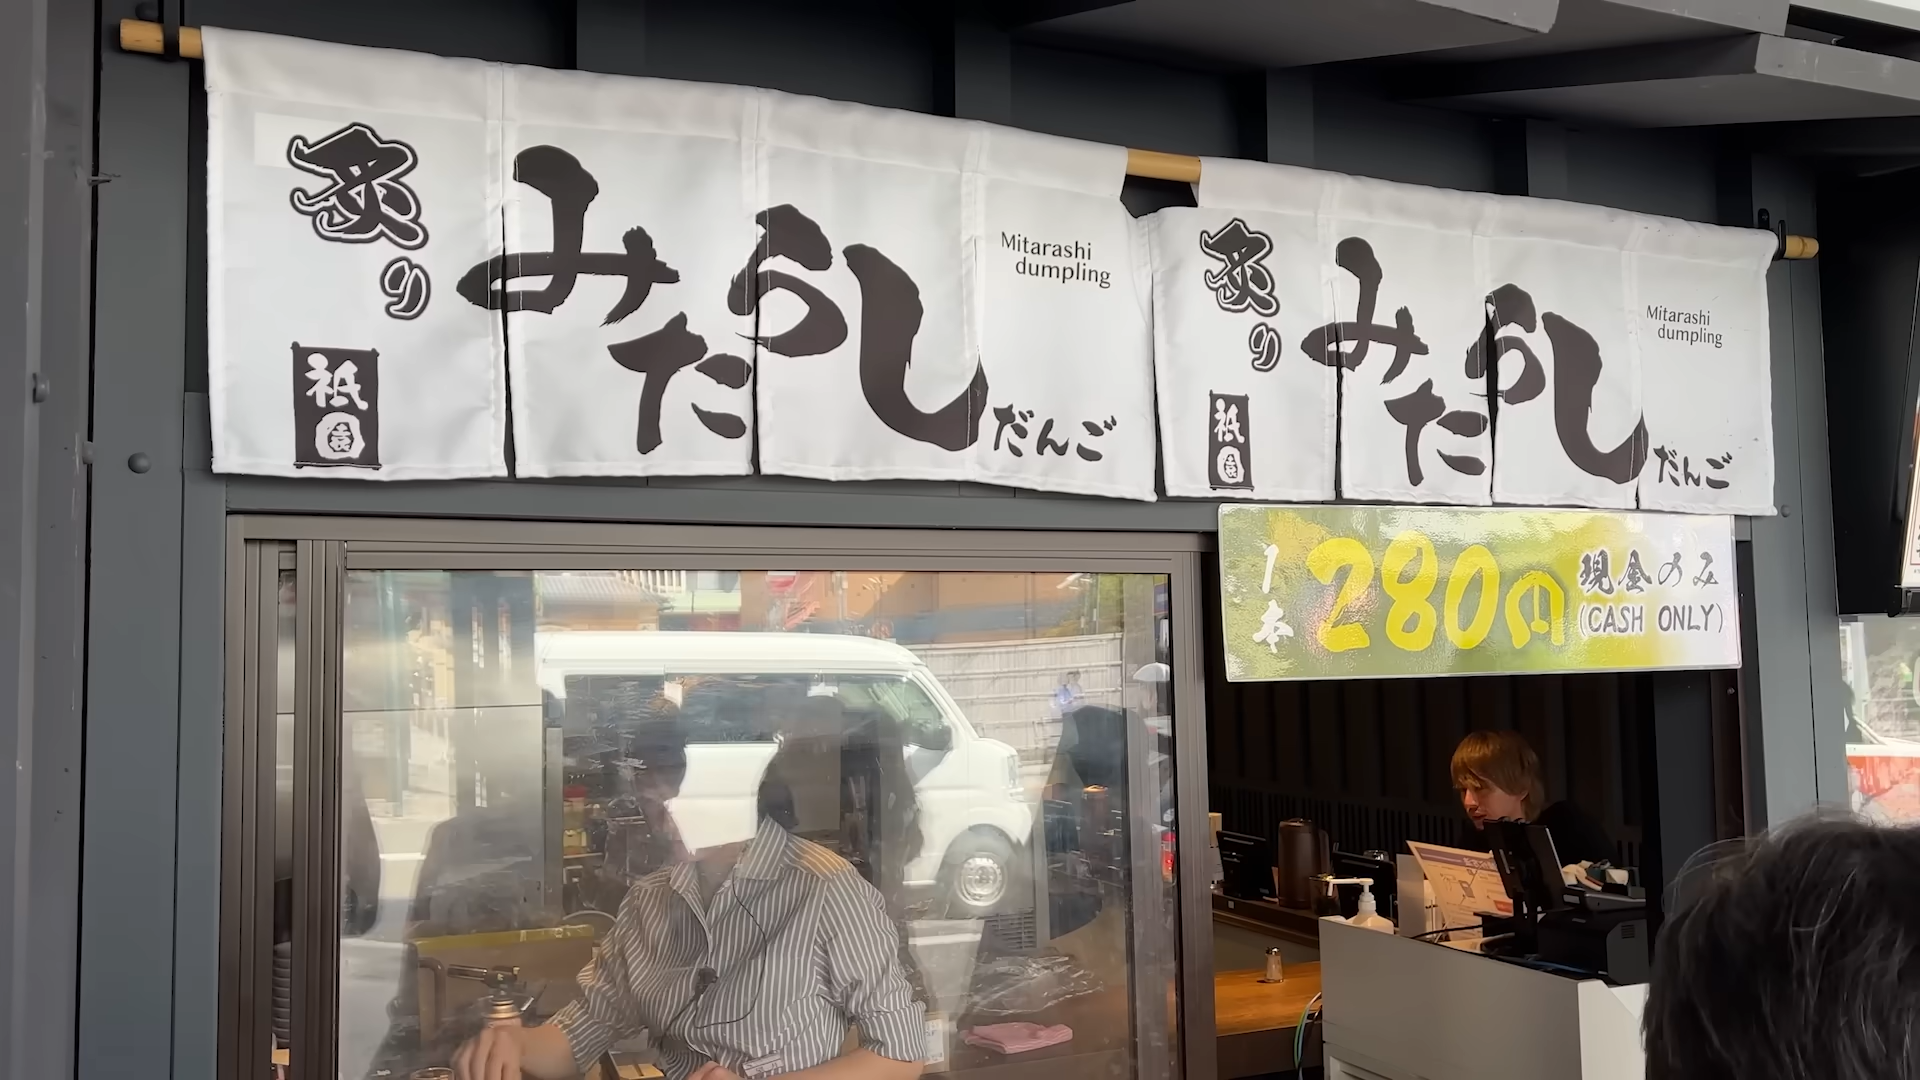 炙り
祇園
みたらし
だんご
Mitarashi
dumpling
炙り
祇園
みたらし
だんご
Mitarashi
dumpling
1本
280円
現金のみ
(CASH ONLY)